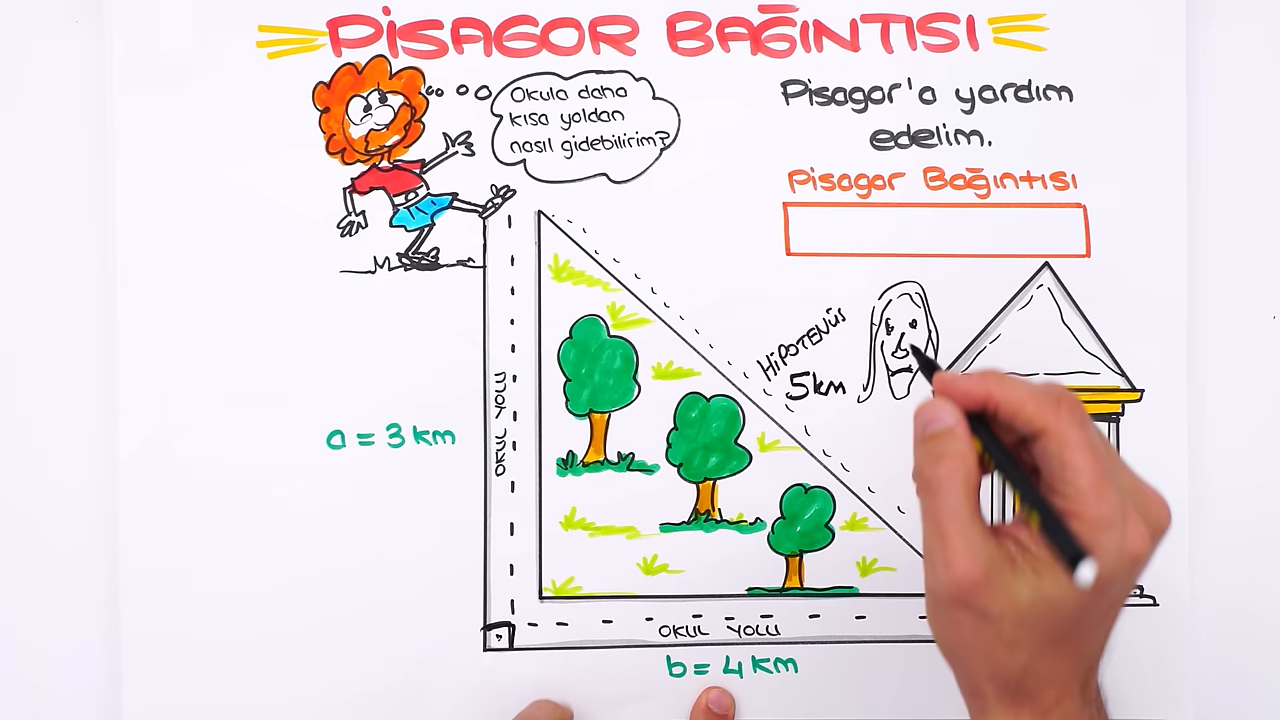 PİSAGOR BAĞINTISI
Okula daha
kısa yoldan
nasıl gidebilirim?
Pisagor'a yardım
edelim.
Pisagor Bağıntısı
HİPOTENÜS
5km
OKUL YOLU
a = 3 km
OKUL YOLU
b = 4 km